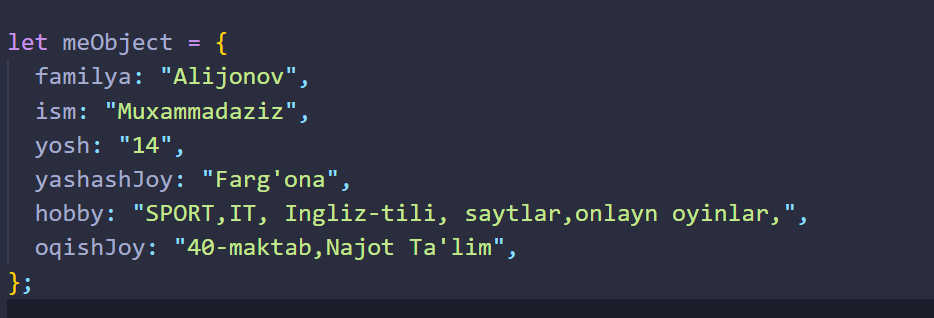 let meObject = {
familya: "Alijonov",
ism: "Muxammadaziz",
yosh: "14",
yashashJoy: "Farg'ona",
hobby: "SPORT,IT, Ingliz-tili, saytlar,onlayn oyinlar,",
oqishJoy: "40-maktab,Najot Ta'lim",
};